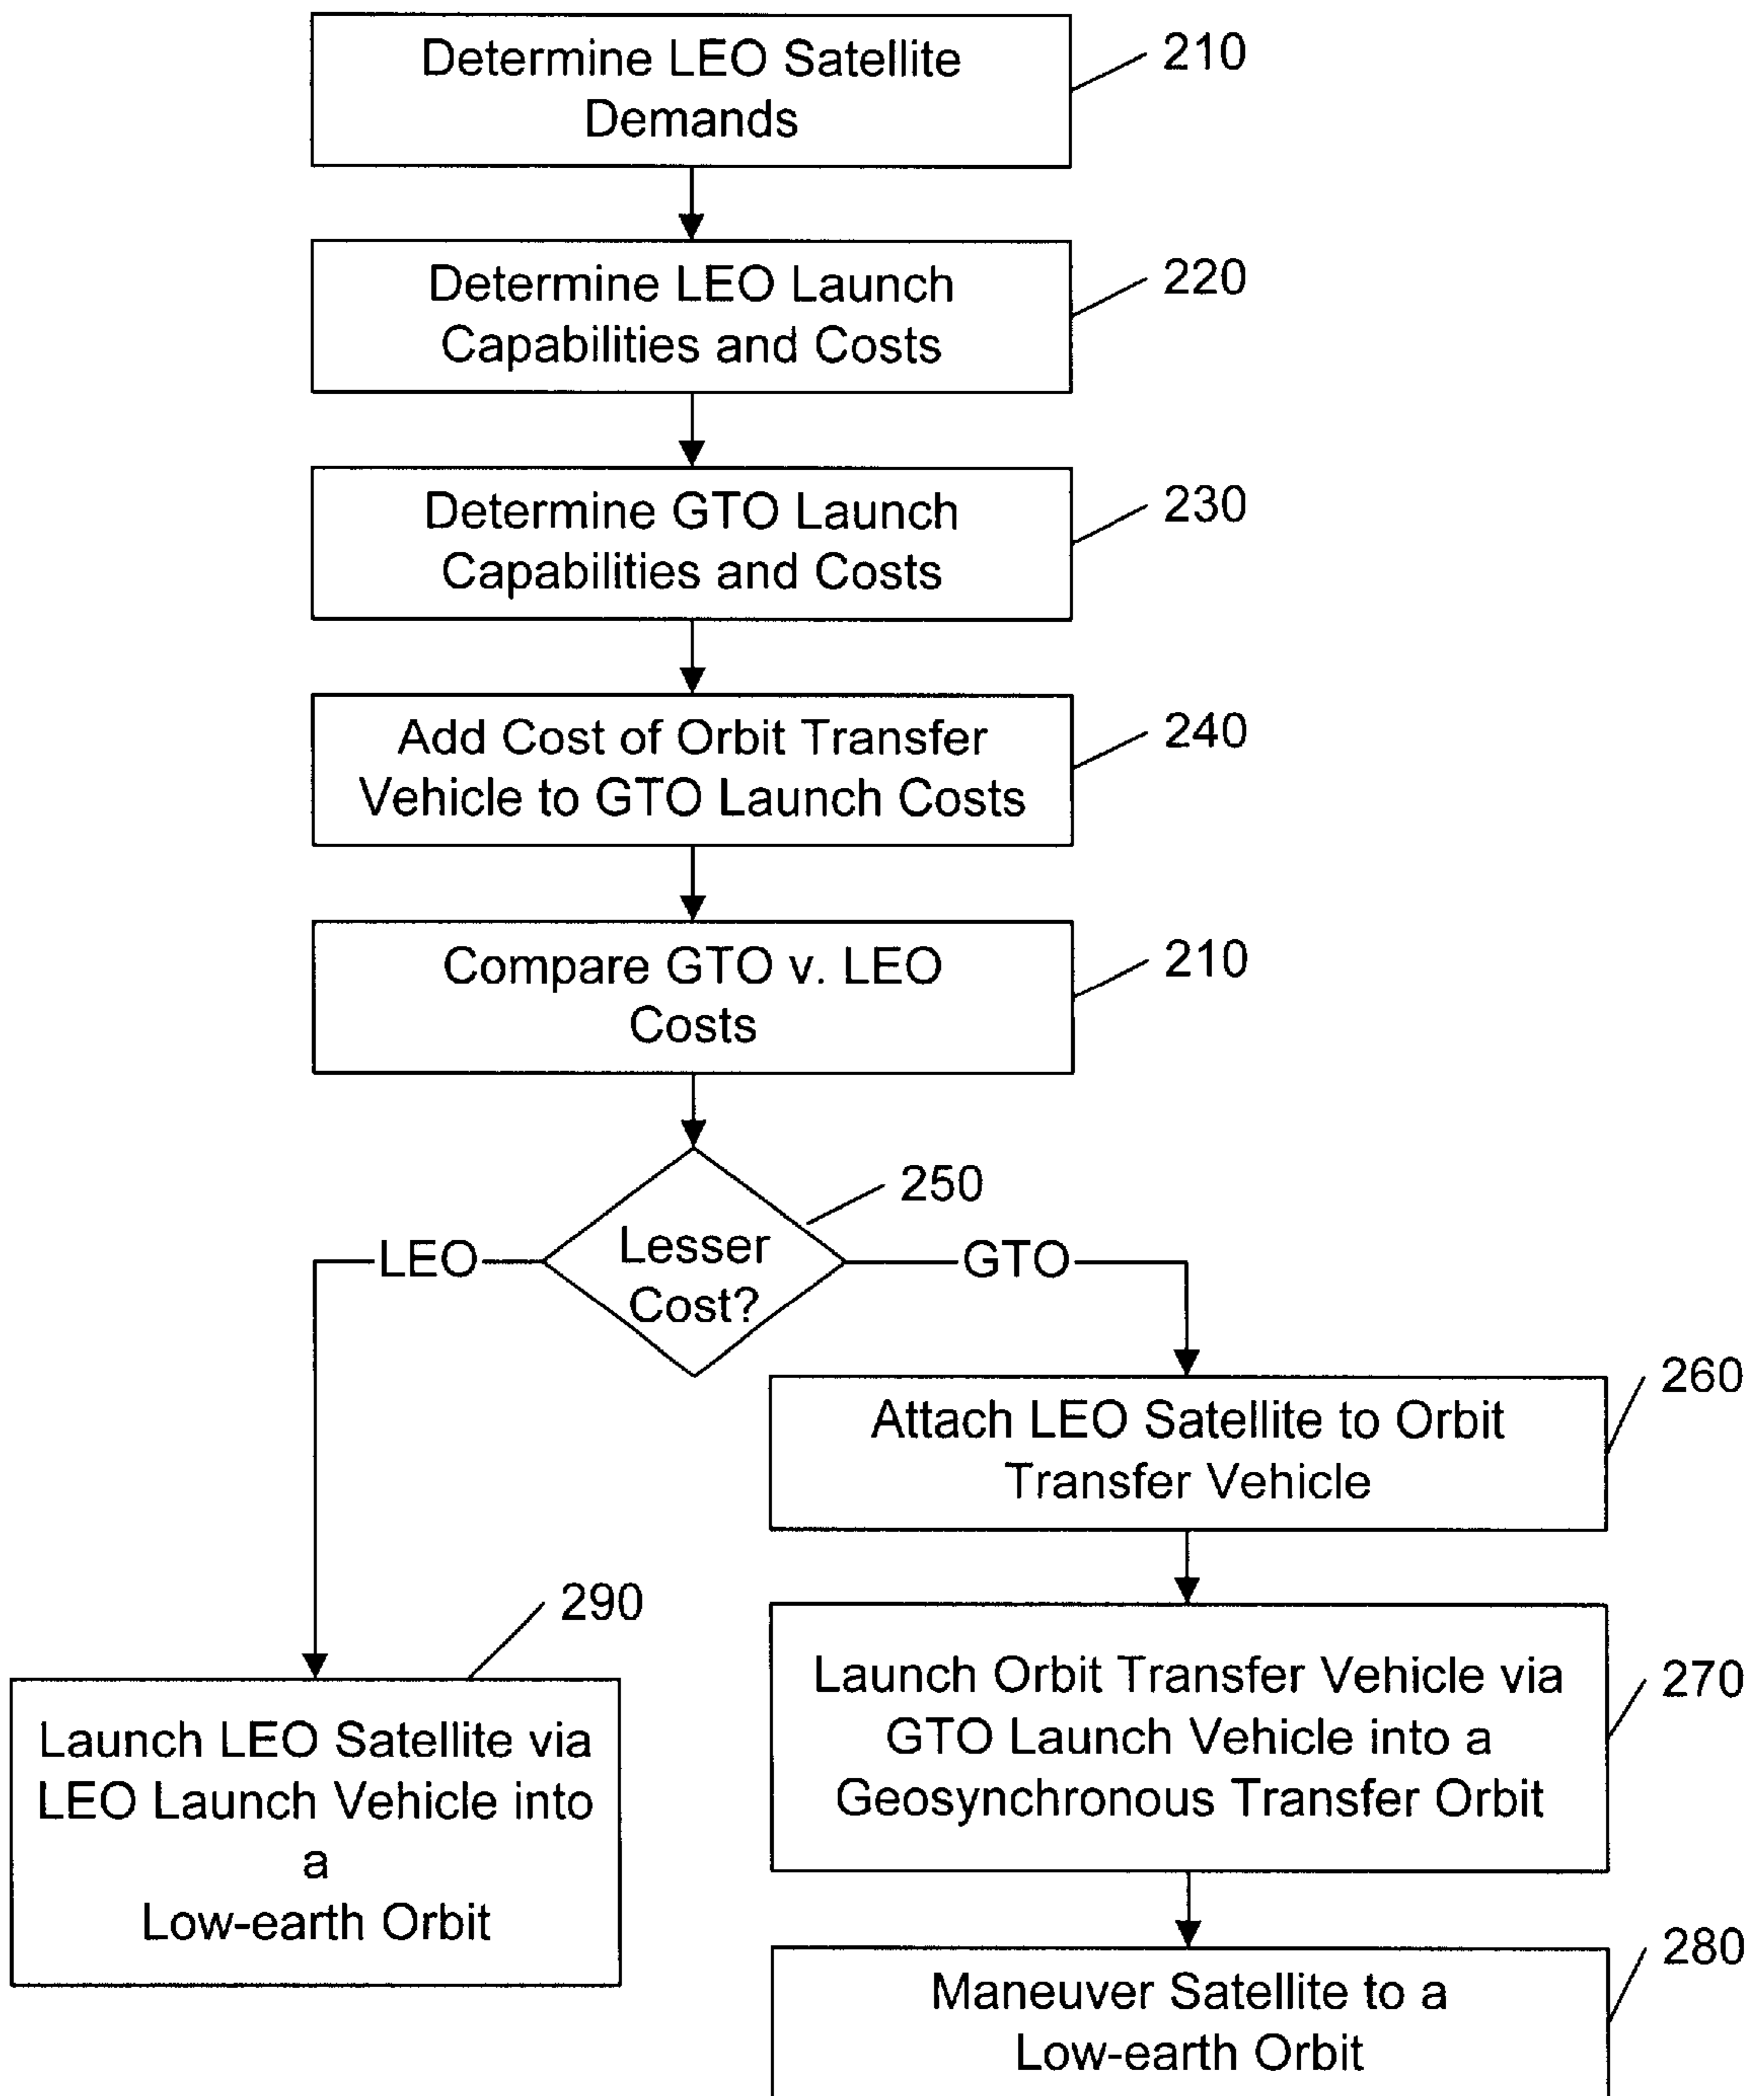 Determine LEO Satellite
Demands
210
Determine LEO Launch
Capabilities and Costs
220
Determine GTO Launch
Capabilities and Costs
230
Add Cost of Orbit Transfer
Vehicle to GTO Launch Costs
240
Compare GTO v. LEO
Costs
210
Lesser
Cost?
250
LEO
GTO
Attach LEO Satellite to Orbit
Transfer Vehicle
260
Launch Orbit Transfer Vehicle via
GTO Launch Vehicle into a
Geosynchronous Transfer Orbit
270
Maneuver Satellite to a
Low-earth Orbit
280
290
Launch LEO Satellite via
LEO Launch Vehicle into
a
Low-earth Orbit